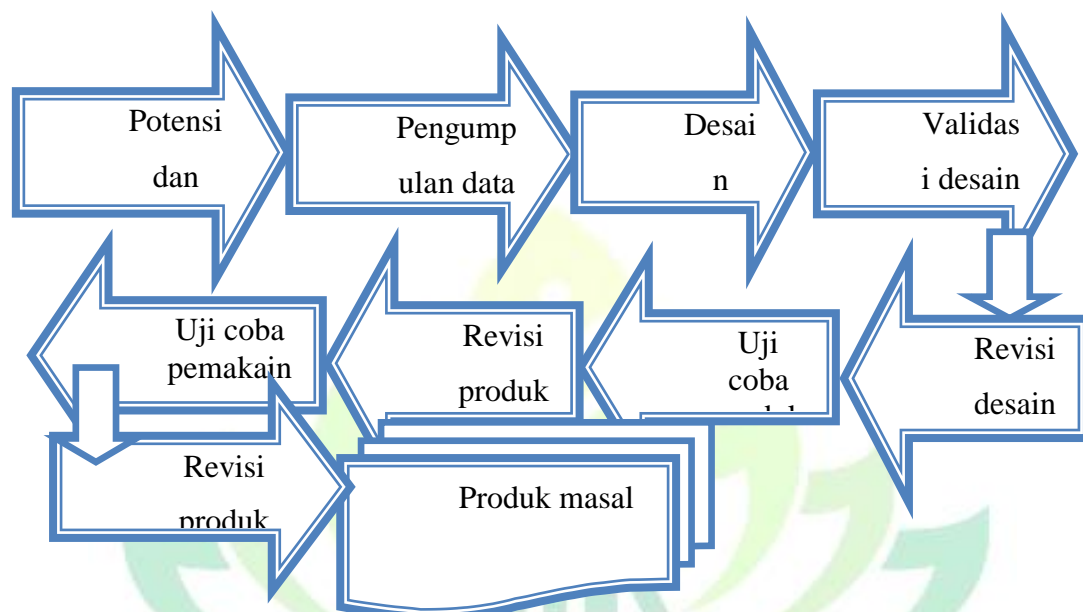 Potensi
dan
Pengump
ulan data
Desai
n
Validas
i desain
Revisi
desain
Uji
coba
Revisi
produk
Uji coba
pemakain
Revisi
produk
Produk masal